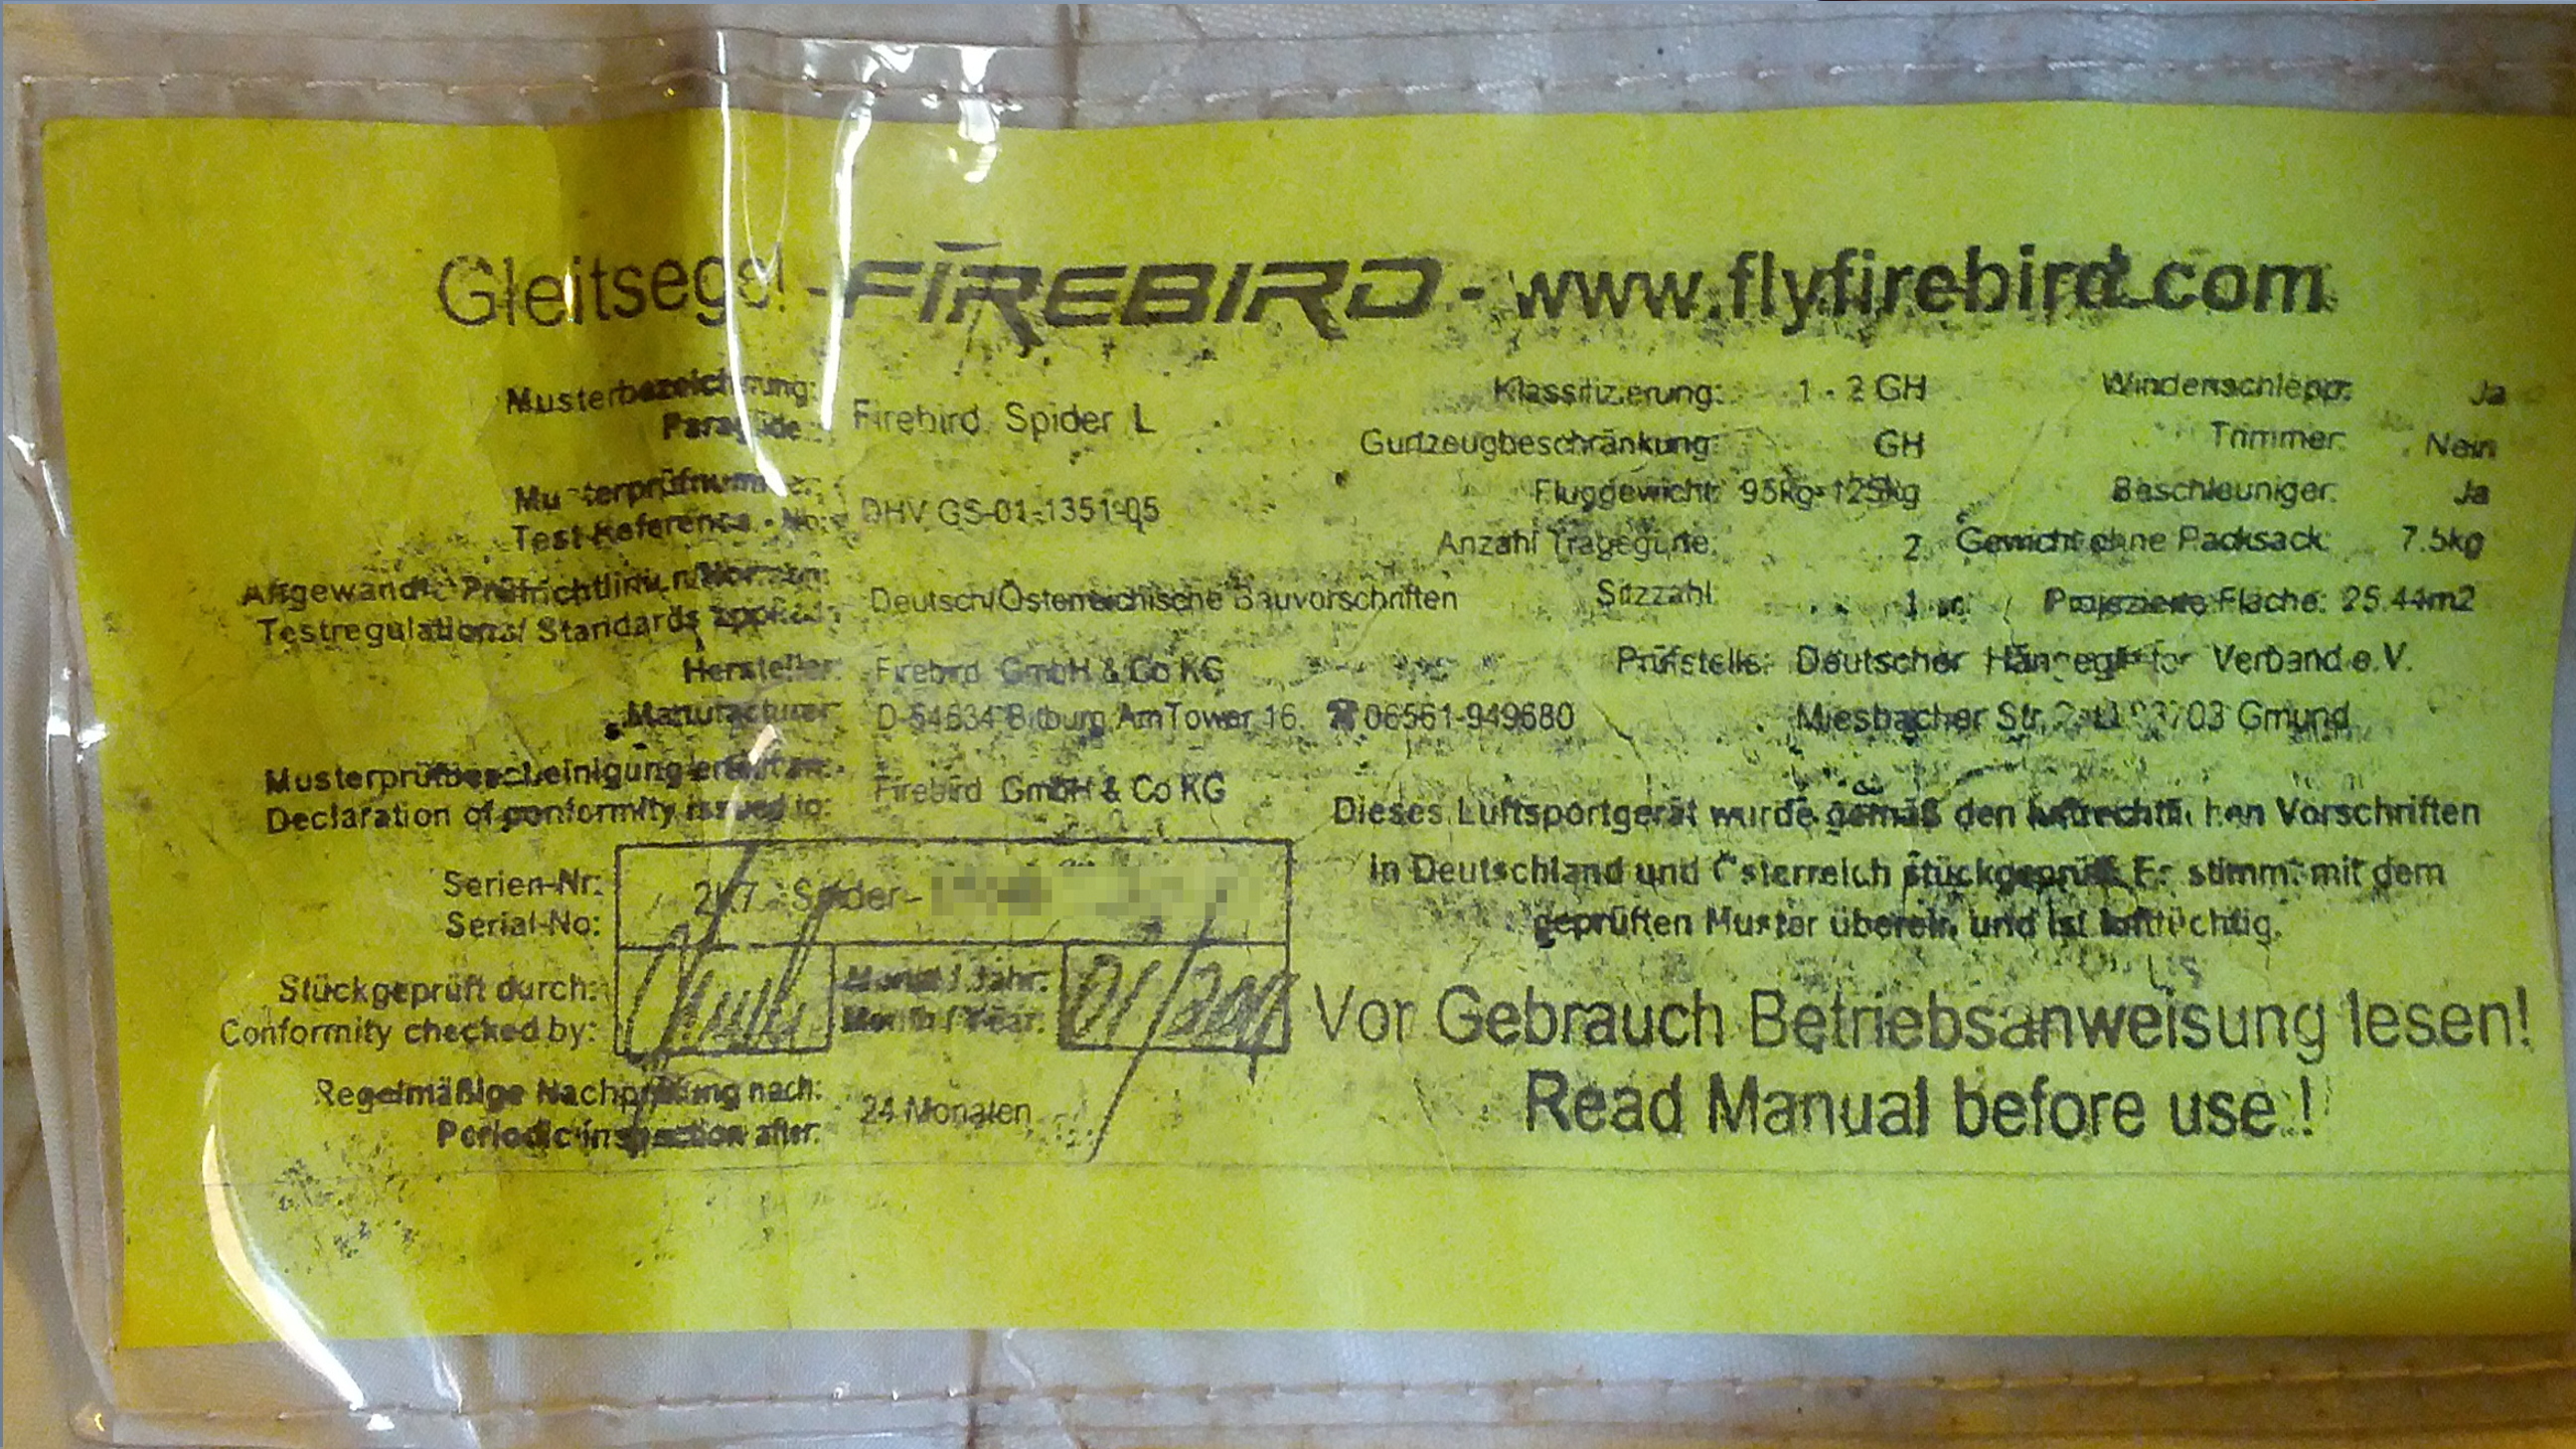 Gleitsegel - FIREBIRD - www.flyfirebird.com
Musterbezeichnung:
Paraglide
Firebird Spider L
Musterprüfnummer:
Test-Reference - No:
DHV GS-01-1351-05
Prüfrichtlinien/Normen:
Testregulations/ Standards applied:
Deutsch/Österreichische Bauvorschriften
Hersteller:
Manufacturer
Firebird GmbH & Co KG
D-54634 Bitburg Am Tower 16, ☎ 06561-949680
Musterprüfbescheinigung erteilt an:
Declaration of conformity issued to:
Firebird GmbH & Co KG
Serien-Nr:
Serial-No:
2K7 - Spider -
Stückgeprüft durch:
Conformity checked by:
Monat / Jahr:
Month / Year:
01/
Regelmäßige Nachprüfung nach:
Periodic inspection after:
24 Monaten
Klassifizierung: 1 - 2 GH
Gurtzeugbeschränkung: GH
Fluggewicht: 95kg-125kg
Anzahl Tragegurte: 2
Sitzzahl: 1
Windenschlepp: Ja
Trimmer: Nein
Beschleuniger: Ja
Gewicht ohne Packsack: 7.5kg
Projezierte Fläche: 25.44m2
Prüfstelle: Deutscher Hängegleiter Verband e.V.
Miesbacher Str. Gmund
Dieses Luftsportgerät wurde gemäß den luftrechtlichen Vorschriften
in Deutschland und Österreich stückgeprüft. Es stimmt mit dem
geprüften Muster überein und ist lufttüchtig.
Vor Gebrauch Betriebsanweisung lesen!
Read Manual before use !